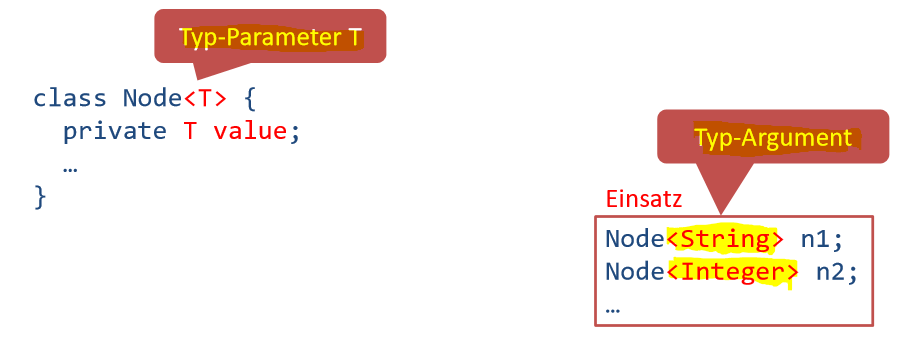 Typ-Parameter T
class Node<T> {
private T value;
…
}
Typ-Argument
Einsatz
Node<String> n1;
Node<Integer> n2;
…